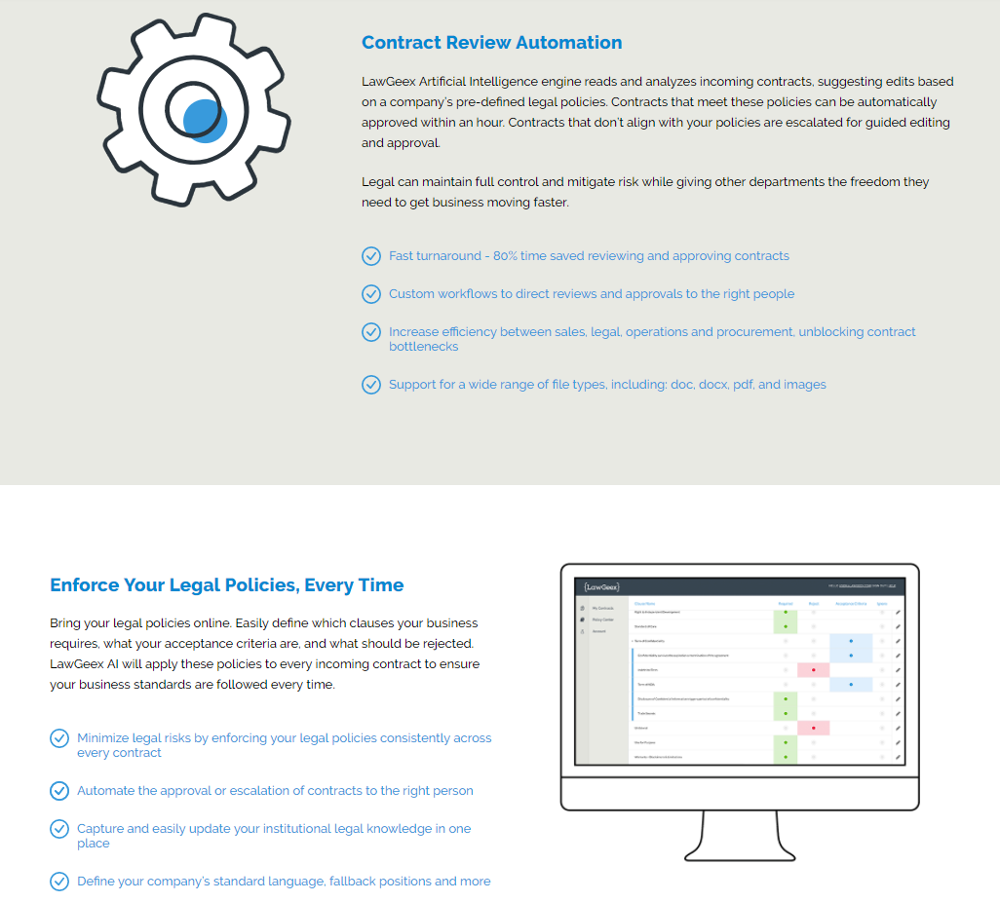 Contract Review Automation
LawGeex Artificial Intelligence engine reads and analyzes incoming contracts, suggesting edits based
on a company's pre-defined legal policies. Contracts that meet these policies can be automatically
approved within an hour. Contracts that don't align with your policies are escalated for guided editing
and approval.
Legal can maintain full control and mitigate risk while giving other departments the freedom they
need to get business moving faster.
Fast turnaround - 80% time saved reviewing and approving contracts
Custom workflows to direct reviews and approvals to the right people
Increase efficiency between sales, legal, operations and procurement, unblocking contract
bottlenecks
Support for a wide range of file types, including: doc, docx, pdf, and images
Enforce Your Legal Policies, Every Time
Bring your legal policies online. Easily define which clauses your business
requires, what your acceptance criteria are, and what should be rejected.
LawGeex AI will apply these policies to every incoming contract to ensure
your business standards are followed every time.
Minimize legal risks by enforcing your legal policies consistently across
every contract
Automate the approval or escalation of contracts to the right person
Capture and easily update your institutional legal knowledge in one
place
Define your company's standard language, fallback positions and more
{LawGeex}
My Contracts
Policy Center
Account
Clause Name
Required
Reject